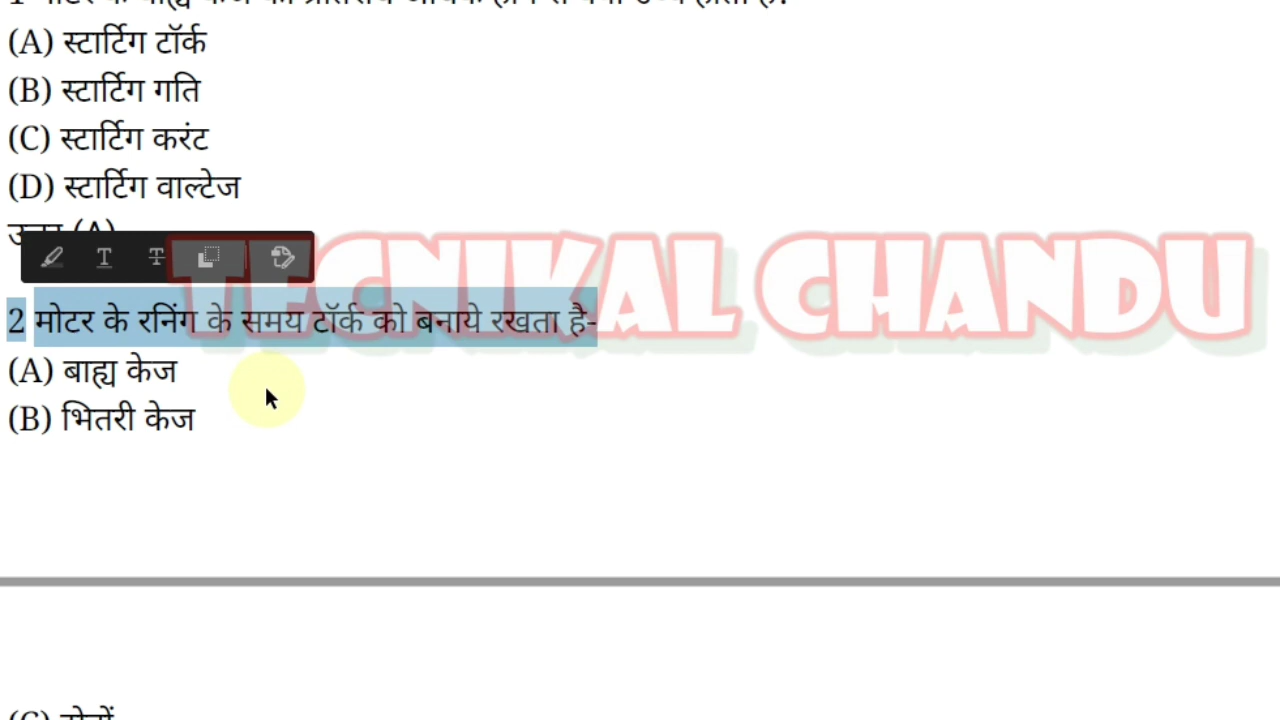 (A) स्टार्टिग टॉर्क
(B) स्टार्टिग गति
(C) स्टार्टिग करंट
(D) स्टार्टिग वाल्टेज
(A)
TECNIKAL CHANDU
2 मोटर के रनिंग के समय टॉर्क को बनाये रखता है-
(A) बाह्य केज
(B) भितरी केज